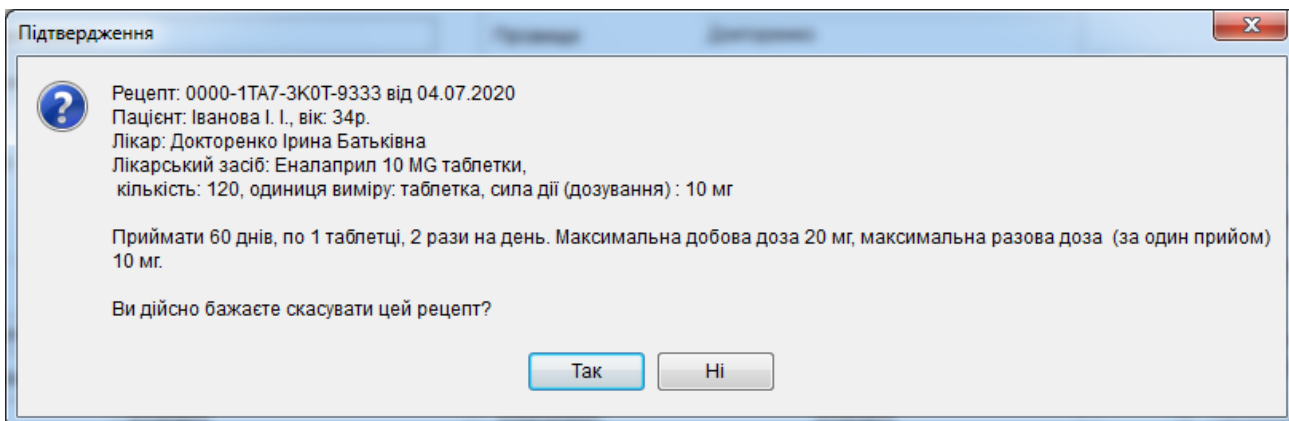 Підтвердження
Рецепт: 0000-1TA7-3K0T-9333 від 04.07.2020
Пацієнт: Іванова І. І., вік: 34р.
Лікар: Докторенко Ірина Батьківна
Лікарський засіб: Еналаприл 10 MG таблетки,
кількість: 120, одиниця виміру: таблетка, сила дії (дозування) : 10 мг
Приймати 60 днів, по 1 таблетці, 2 рази на день. Максимальна добова доза 20 мг, максимальна разова доза (за один прийом)
10 мг.
Ви дійсно бажаєте скасувати цей рецепт?
Так
Ні